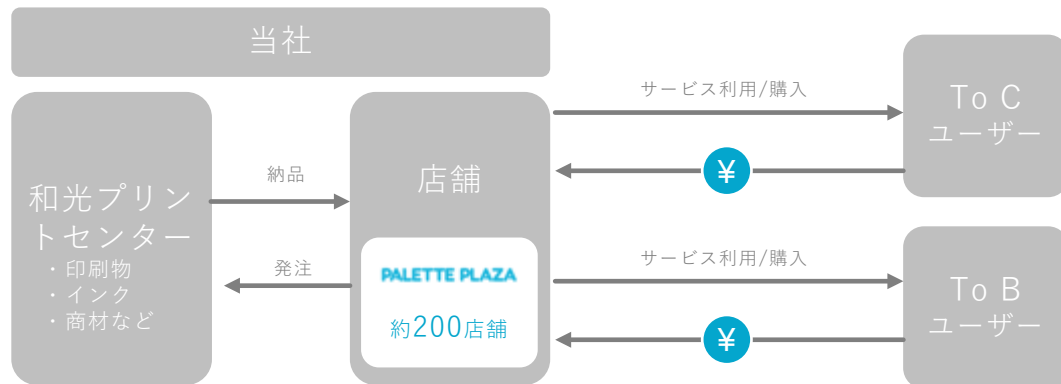 当社
和光プリン
トセンター
・印刷物
・インク
・商材など
納品
発注
店舗
PALETTE PLAZA
約200店舗
サービス利用/購入
¥
サービス利用/購入
¥
To C
ユーザー
To B
ユーザー